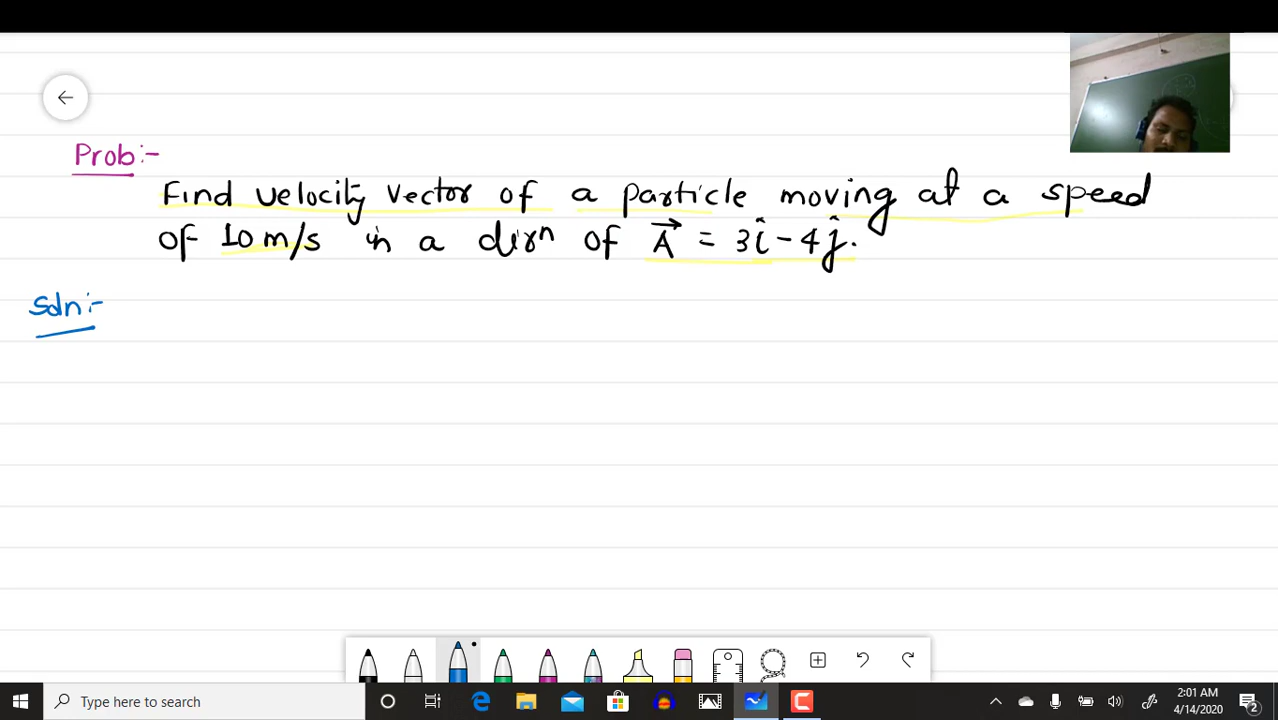 Prob:-
Find velocity vector of a particle moving at a speed
of 10 m/s in a dirⁿ of A⃗ = 3î - 4ĵ.
Soln:-
Type here to search
2:01 AM
4/14/2020
2